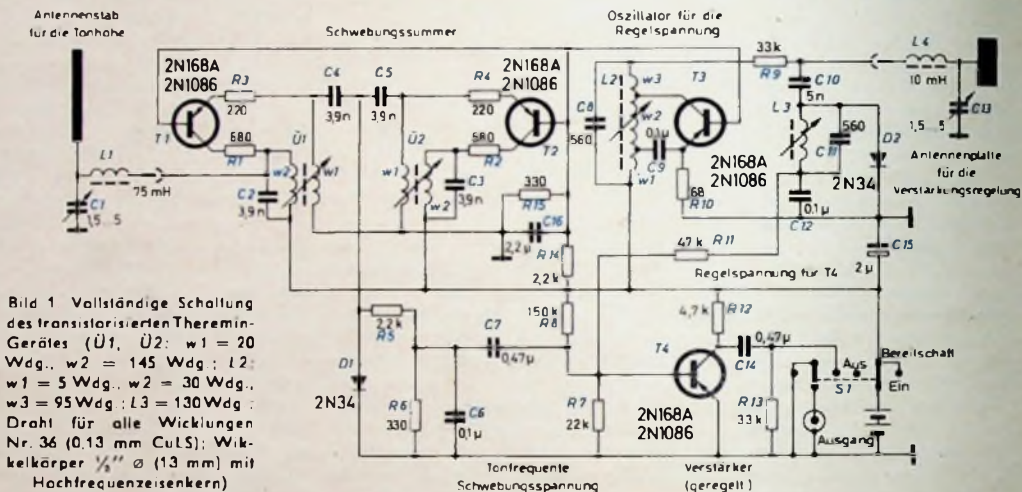 Antennenstab
für die Tonhöhe
Schwebungssummer
Oszillator für die
Regelspannung
2N168A
2N1086
R3
220
C4
3,9n
C5
3,9n
R4
220
2N168A
2N1086
T1
680
R1
Ü1
w2
w1
C2
3,9n
Ü2
w1
w2
680
R2
C3
3,9n
T2
L1
75 mH
C1
1,5...5
C8
560
L2
w3
w2
w1
0,1µ
C9
T3
2N168A
2N1086
68
R10
33k
R9
C10
5n
L3
560
C11
0,1µ
C12
D2
2N34
L4
10 mH
C13
1,5...5
Antennenplatte
für die
Verstärkungsregelung
330
R15
C16
2,2µ
R14
2,2k
47k
R11
Regelspannung für T4
C15
2µ
Bild 1 Vollständige Schaltung
des transistorisierten Theremin-
Gerätes (Ü1, Ü2: w1 = 20
Wdg., w2 = 145 Wdg.; L2:
w1 = 5 Wdg., w2 = 30 Wdg.,
w3 = 95 Wdg.; L3 = 130 Wdg.;
Draht für alle Wicklungen
Nr. 36 (0,13 mm CuLS); Wik-
kelkörper ½" ø (13 mm) mit
Hochfrequenzeisenkern)
D1
2N34
2,2k
R5
R6
330
C7
0,47µ
C6
0,1µ
150k
R8
R7
22k
4,7k
R12
T4
0,47µ
C14
2N168A
2N1086
R13
33k
Aus
S1
Bereitschaft
Ein
Ausgang
Tonfrequente
Schwebungsspannung
Verstärker
(geregelt)